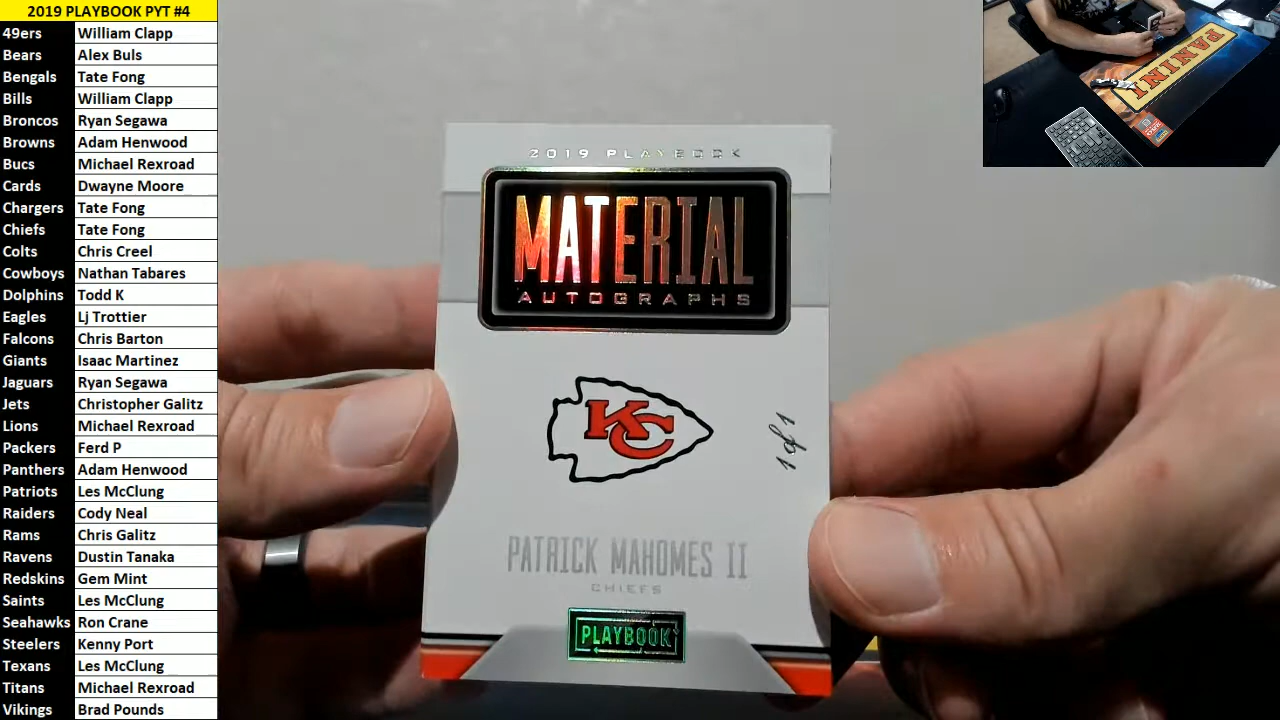 2019 PLAYBOOK PYT #4
49ers William Clapp
Bears Alex Buls
Bengals Tate Fong
Bills William Clapp
Broncos Ryan Segawa
Browns Adam Henwood
Bucs Michael Rexroad
Cards Dwayne Moore
Chargers Tate Fong
Chiefs Tate Fong
Colts Chris Creel
Cowboys Nathan Tabares
Dolphins Todd K
Eagles Lj Trottier
Falcons Chris Barton
Giants Isaac Martinez
Jaguars Ryan Segawa
Jets Christopher Galitz
Lions Michael Rexroad
Packers Ferd P
Panthers Adam Henwood
Patriots Les McClung
Raiders Cody Neal
Rams Chris Galitz
Ravens Dustin Tanaka
Redskins Gem Mint
Saints Les McClung
Seahawks Ron Crane
Steelers Kenny Port
Texans Les McClung
Titans Michael Rexroad
Vikings Brad Pounds
2019 PLAYBOOK
MATERIAL
AUTOGRAPHS
KC
1 of 1
PATRICK MAHOMES II
CHIEFS
PLAYBOOK
PANINI